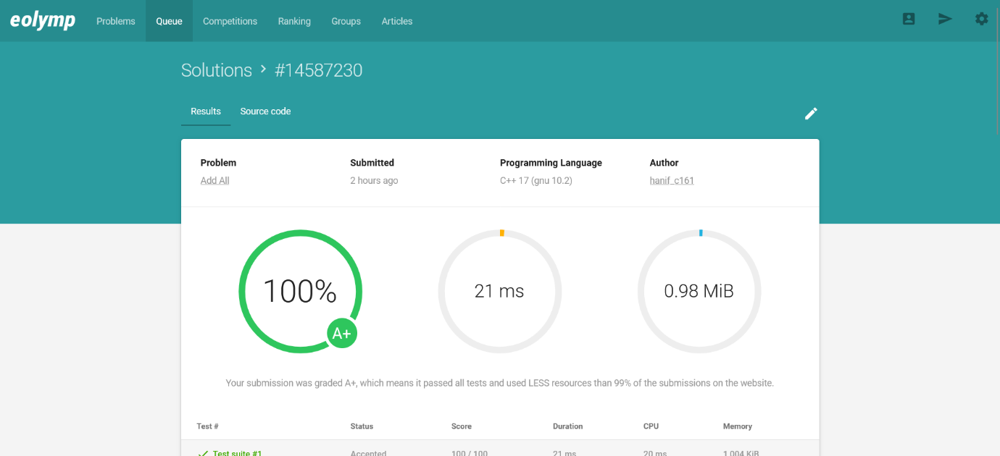 eolymp Problems Queue Competitions Ranking Groups Articles
Solutions > #14587230
Results Source code
Problem Submitted Programming Language Author
Add All 2 hours ago C++ 17 (gnu 10.2) hanif_c161
100% 21 ms 0.98 MiB
A+
Your submission was graded A+, which means it passed all tests and used LESS resources than 99% of the submissions on the website.
Test # Status Score Duration CPU Memory
Test suite #1 Accepted 100 / 100 21 ms 20 ms 1,004 KiB